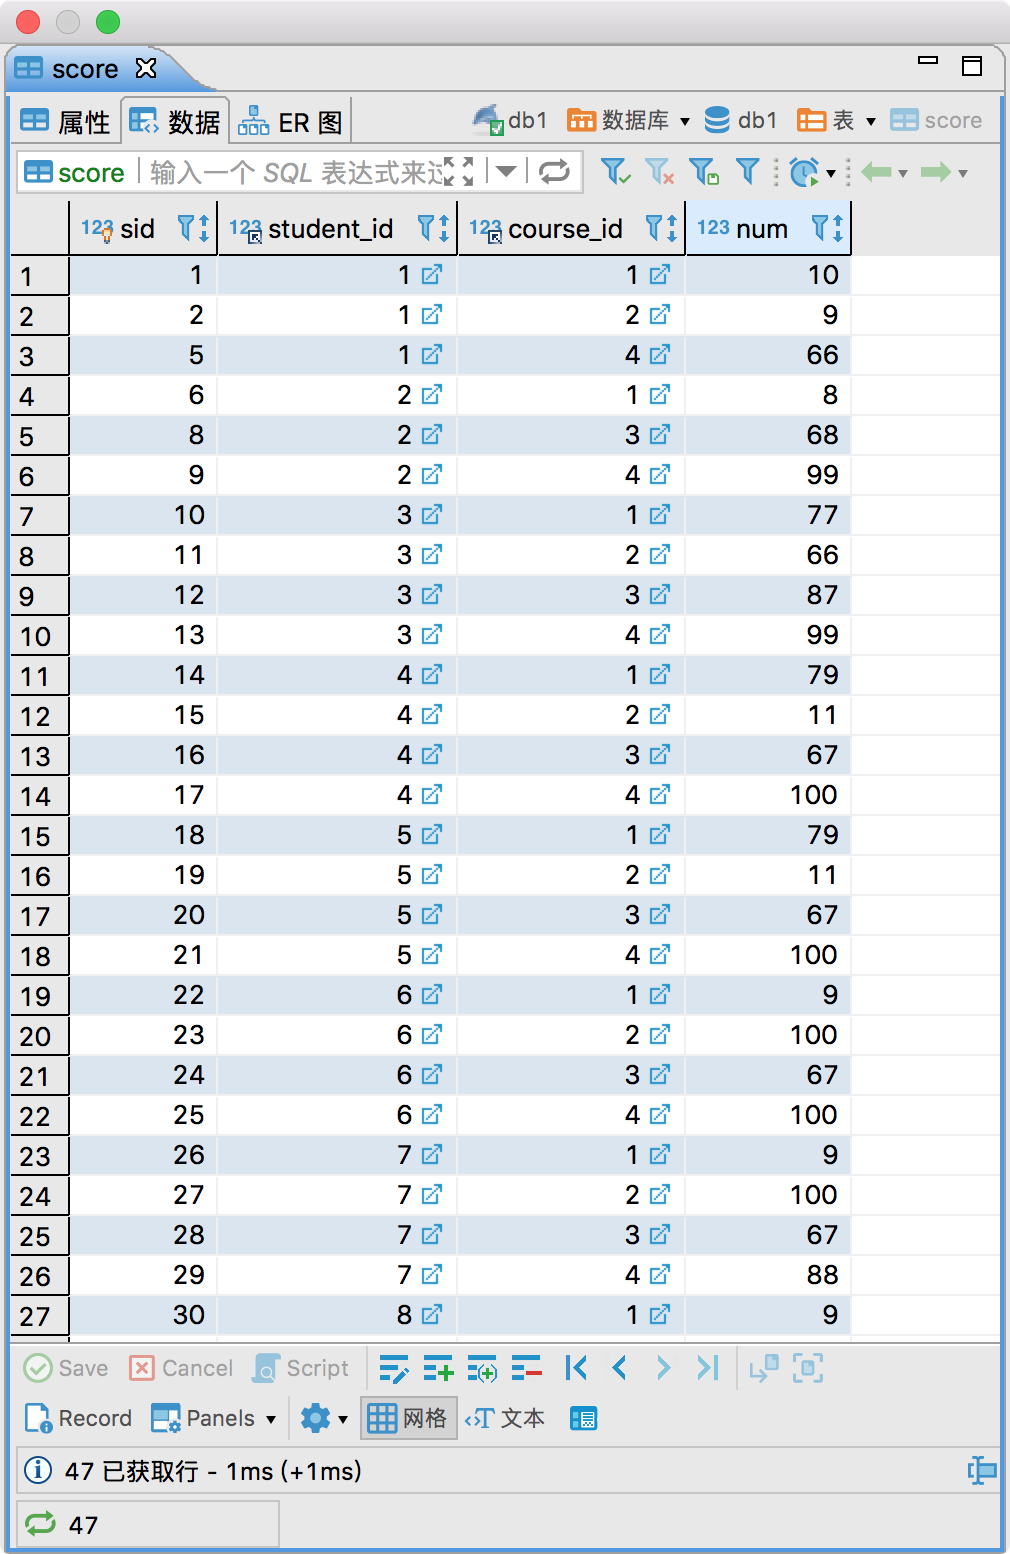 score
属性 数据 ER 图 db1 数据库 db1 表 score
score 输入一个 SQL 表达式来过
123 sid 123 student_id 123 course_id 123 num
1 1 1 1 10
2 2 1 2 9
3 5 1 4 66
4 6 2 1 8
5 8 2 3 68
6 9 2 4 99
7 10 3 1 77
8 11 3 2 66
9 12 3 3 87
10 13 3 4 99
11 14 4 1 79
12 15 4 2 11
13 16 4 3 67
14 17 4 4 100
15 18 5 1 79
16 19 5 2 11
17 20 5 3 67
18 21 5 4 100
19 22 6 1 9
20 23 6 2 100
21 24 6 3 67
22 25 6 4 100
23 26 7 1 9
24 27 7 2 100
25 28 7 3 67
26 29 7 4 88
27 30 8 1 9
Save Cancel Script
Record Panels 网格 文本
47 已获取行 - 1ms (+1ms)
47